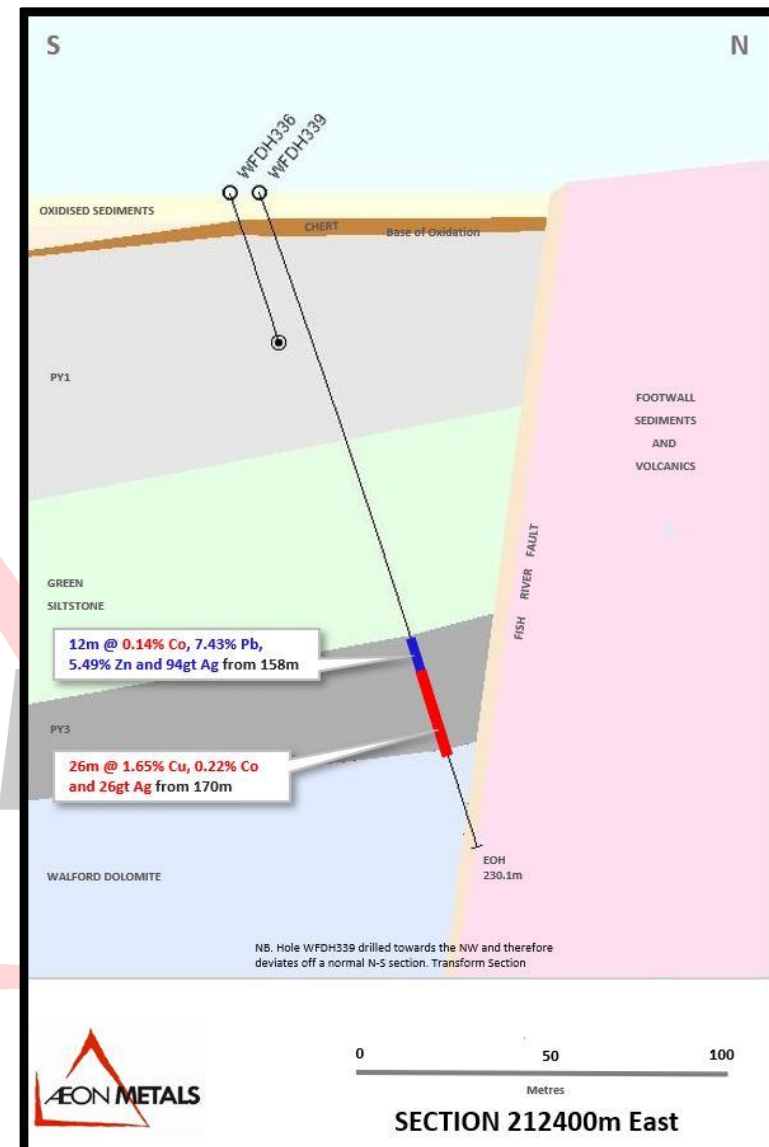 S
N
WFDH336
WFDH339
OXIDISED SEDIMENTS
CHERT
Base of Oxidation
PY1
FOOTWALL
SEDIMENTS
AND
VOLCANICS
FISH RIVER FAULT
GREEN
SILTSTONE
12m @ 0.14% Co, 7.43% Pb,
5.49% Zn and 94gt Ag from 158m
PY3
26m @ 1.65% Cu, 0.22% Co
and 26gt Ag from 170m
EOH
230.1m
WALFORD DOLOMITE
NB. Hole WFDH339 drilled towards the NW and therefore
deviates off a normal N-S section. Transform Section
ÆON METALS
0 50 100
Metres
SECTION 212400m East